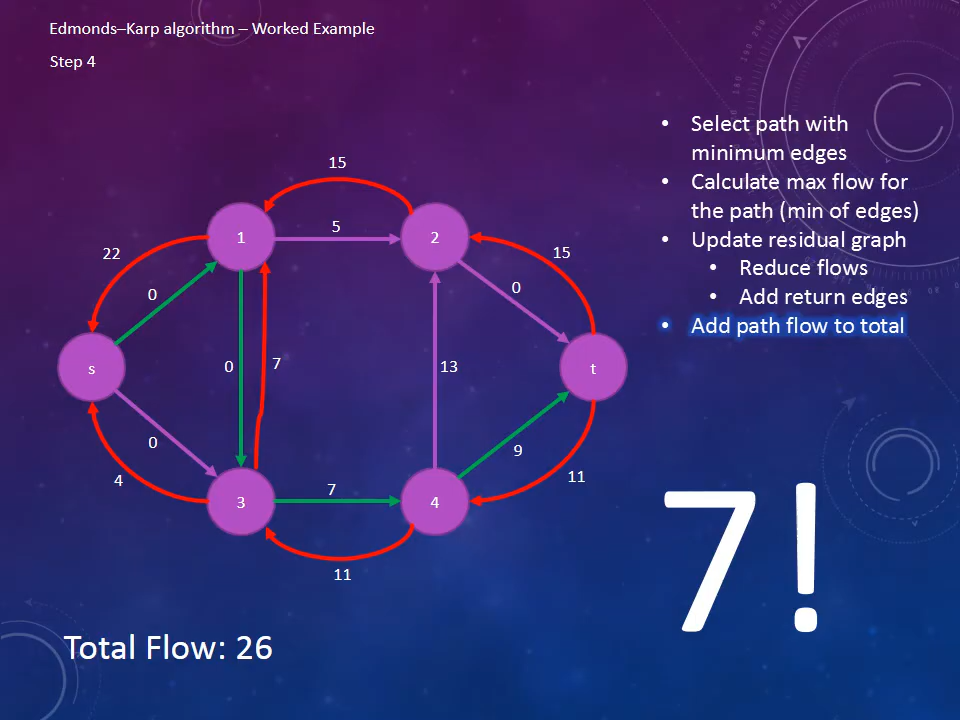 Edmonds–Karp algorithm – Worked Example
Step 4
• Select path with
minimum edges
• Calculate max flow for
the path (min of edges)
• Update residual graph
• Reduce flows
• Add return edges
• Add path flow to total
15
1
5
2
22
15
0
0
s
0
7
13
t
0
9
4
11
3
7
4
11
7!
Total Flow: 26